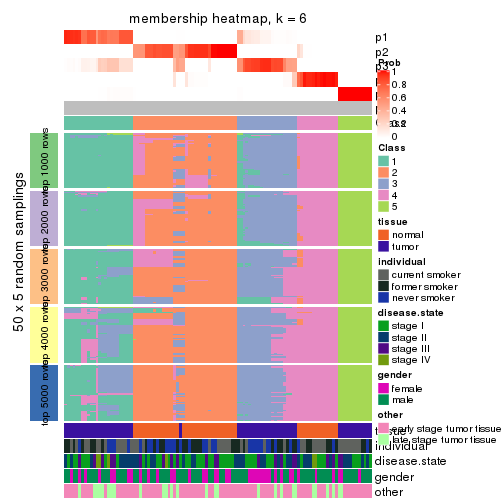 membership heatmap, k = 6
p1
p2
p3
Prob
1
0.8
0.6
0.4
0.2
0
Class
1
2
3
4
5
tissue
normal
tumor
individual
current smoker
former smoker
never smoker
disease.state
stage I
stage II
stage III
stage IV
gender
female
male
other
early stage tumor tissue
late stage tumor tissue
50 x 5 random samplings
top 1000 rows
top 2000 rows
top 3000 rows
top 4000 rows
top 5000 rows
tissue
individual
disease.state
gender
other